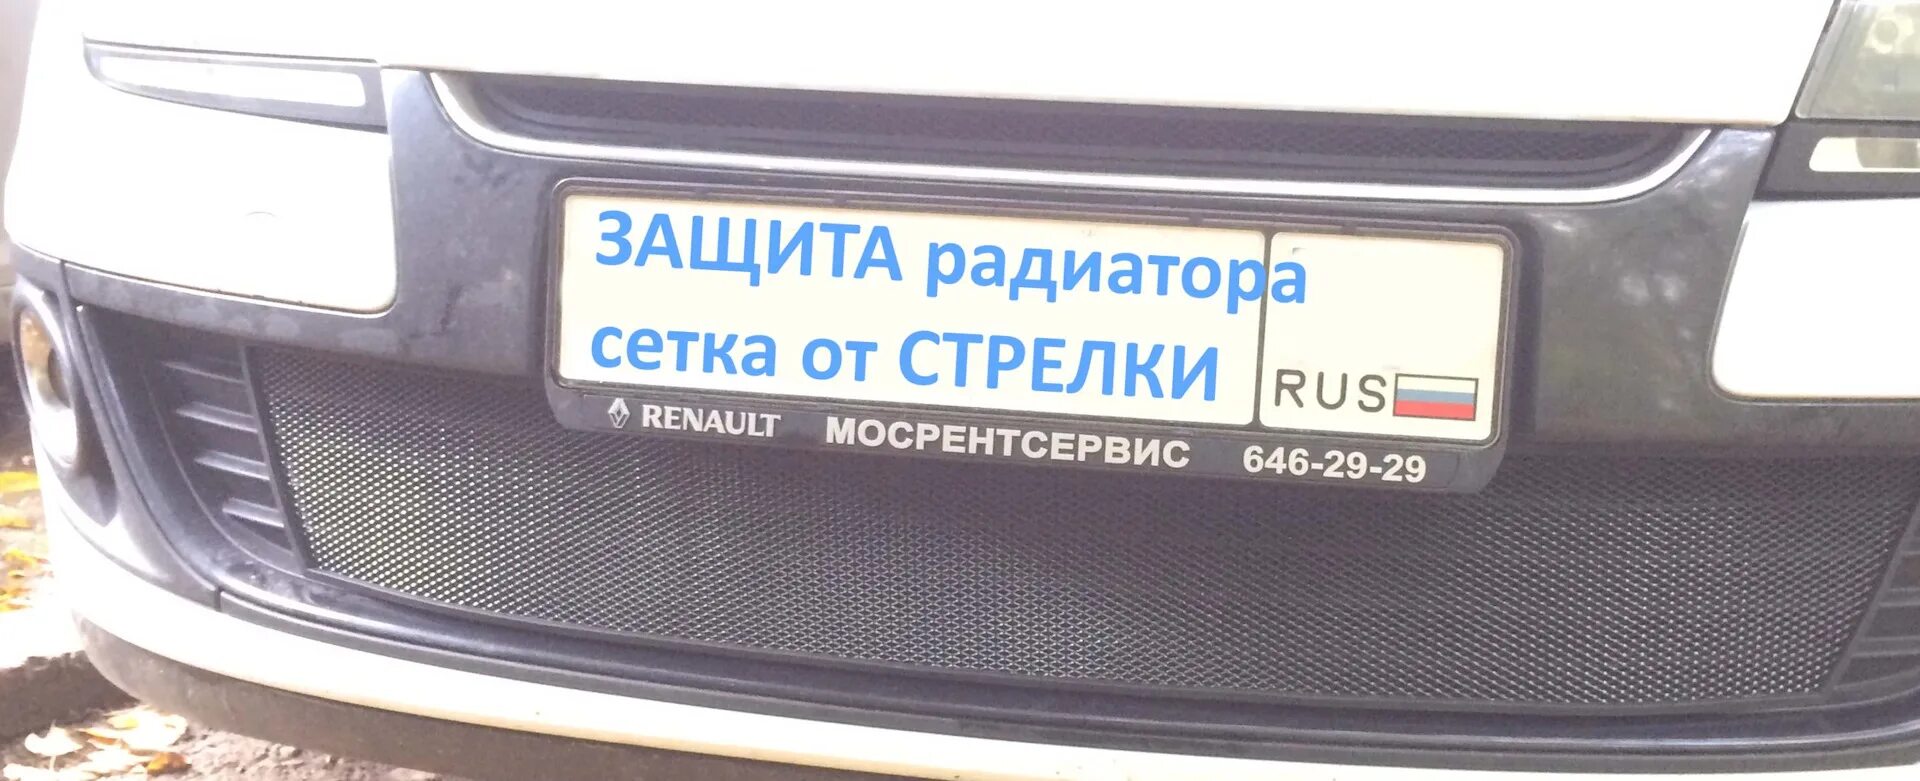 ЗАЩИТА радиатора
сетка от СТРЕЛКИ
RUS
RENAULT МОСРЕНТСЕРВИС 646-29-29